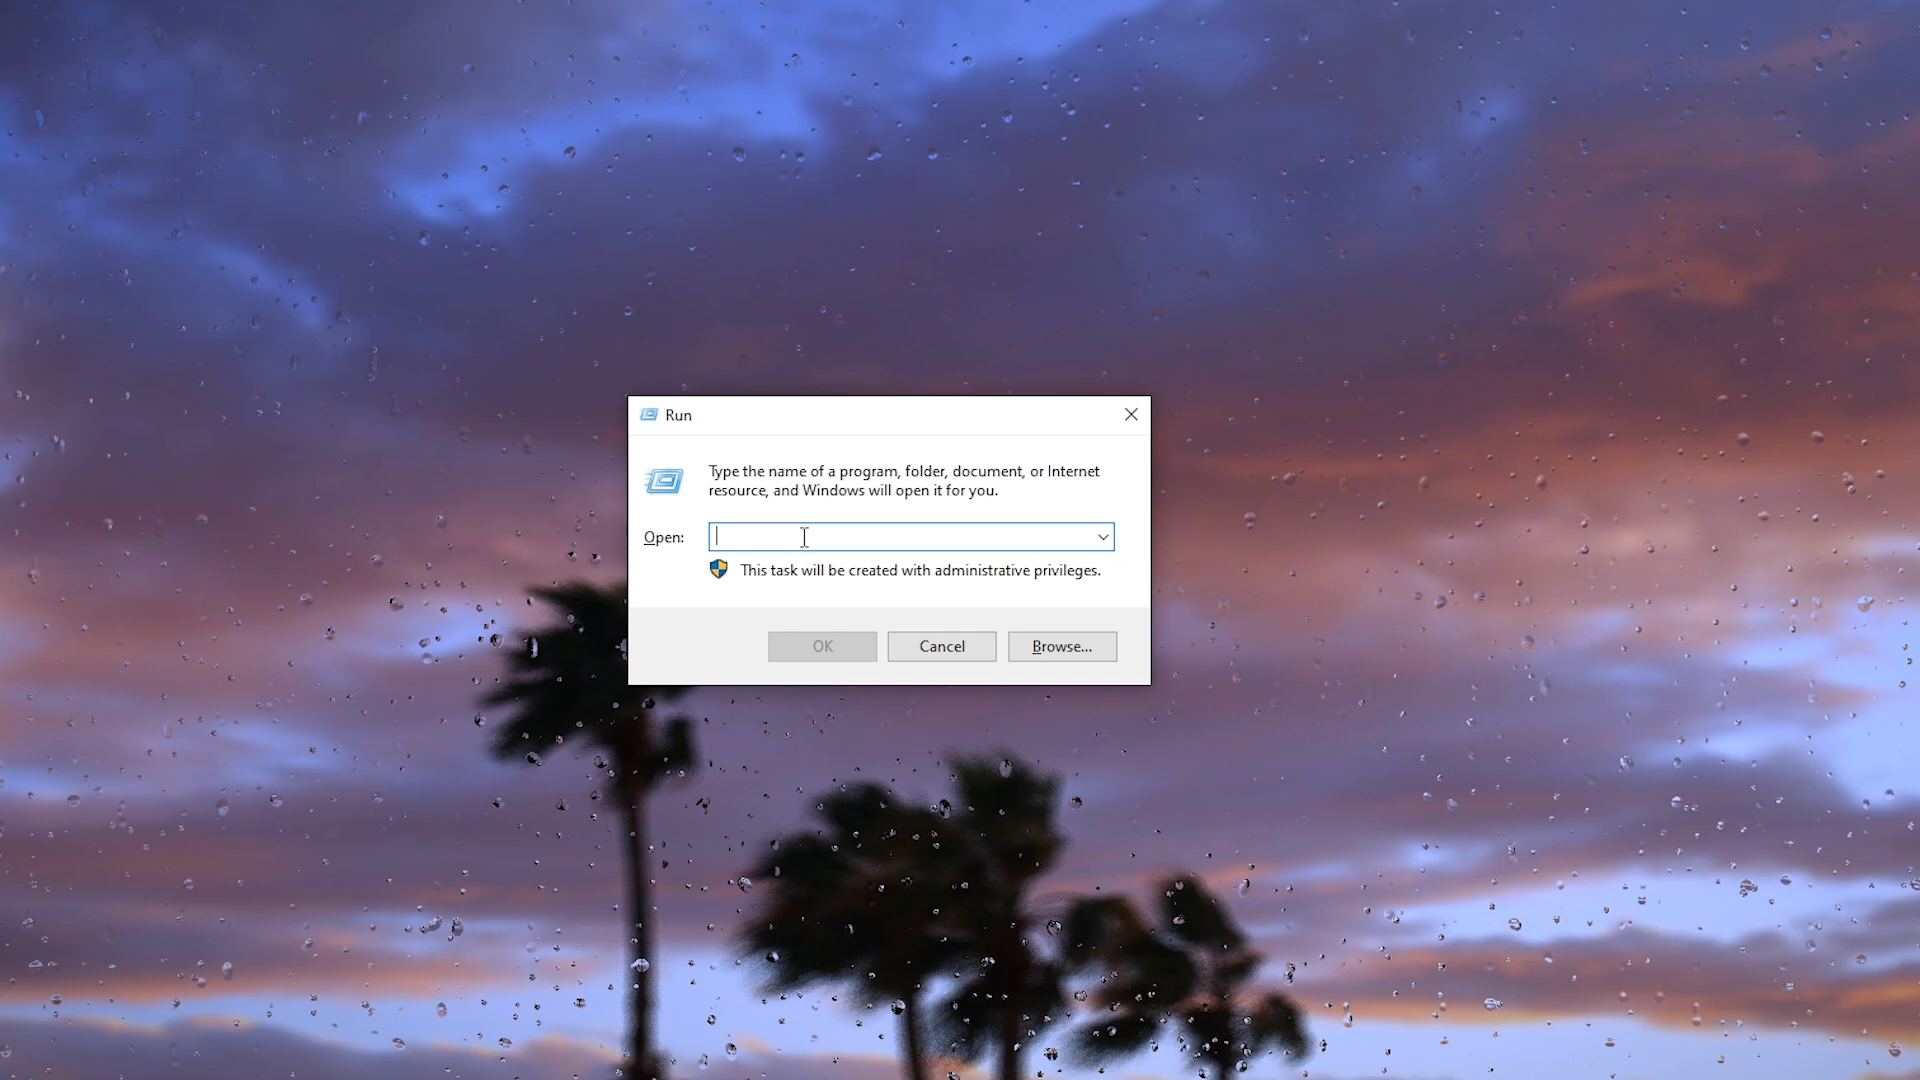 Run
Type the name of a program, folder, document, or Internet
resource, and Windows will open it for you.
Open:
This task will be created with administrative privileges.
OK
Cancel
Browse...